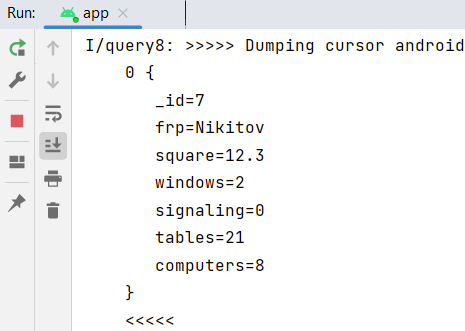 Run: app
I/query8: >>>>> Dumping cursor android
0 {
_id=7
frp=Nikitov
square=12.3
windows=2
signaling=0
tables=21
computers=8
}
<<<<<